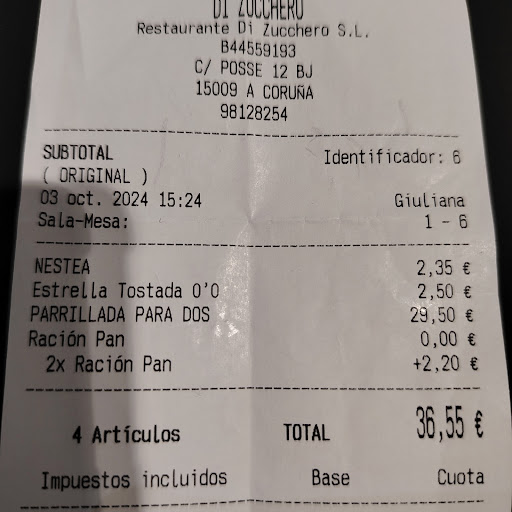 DI ZUCCHERO
Restaurante Di Zucchero S.L.
B44559193
C/ POSSE 12 BJ
15009 A CORUÑA
98128254
SUBTOTAL Identificador: 6
( ORIGINAL )
03 oct. 2024 15:24 Giuliana
Sala-Mesa: 1 - 6
NESTEA 2,35 €
Estrella Tostada 0'0 2,50 €
PARRILLADA PARA DOS 29,50 €
Ración Pan 0,00 €
2x Ración Pan +2,20 €
4 Artículos TOTAL 36,55 €
Impuestos incluidos Base Cuota